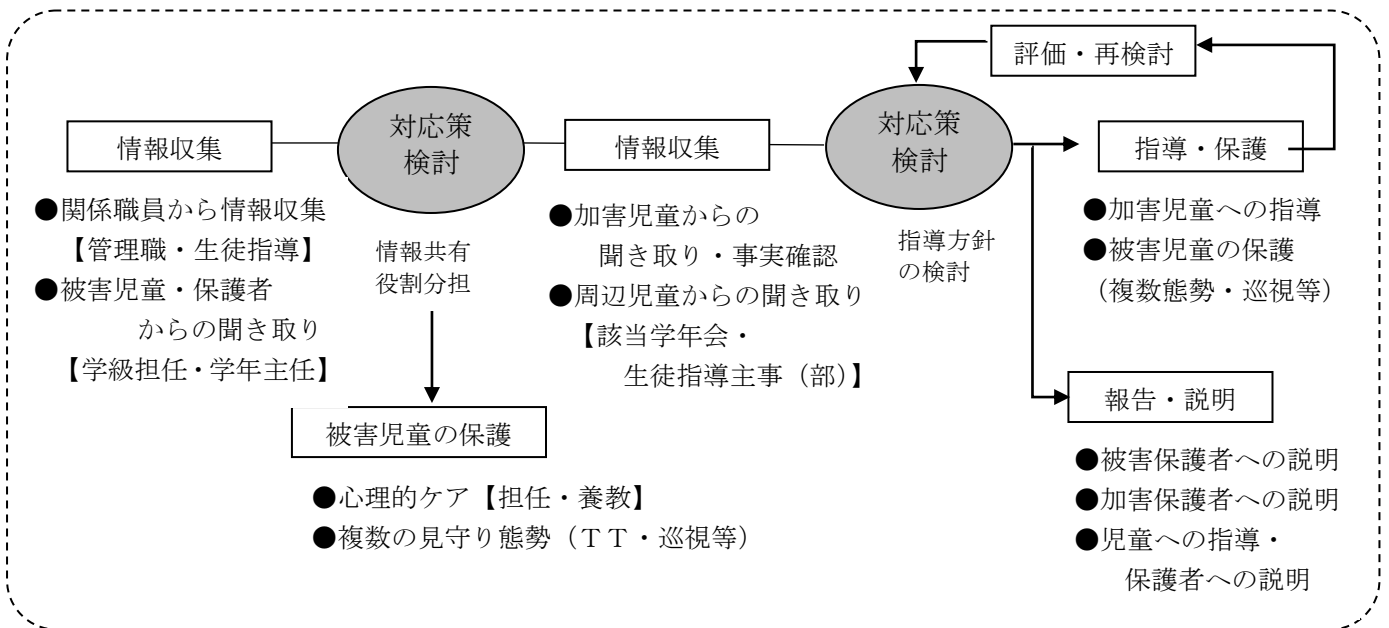 評価・再検討
情報収集
対応策
検討
情報収集
対応策
検討
指導・保護
●関係職員から情報収集
【管理職・生徒指導】
●被害児童・保護者
からの聞き取り
【学級担任・学年主任】
情報共有
役割分担
●加害児童からの
聞き取り・事実確認
●周辺児童からの聞き取り
【該当学年会・
生徒指導主事（部）】
指導方針
の検討
●加害児童への指導
●被害児童の保護
（複数態勢・巡視等）
被害児童の保護
●心理的ケア【担任・養教】
●複数の見守り態勢（ＴＴ・巡視等）
報告・説明
●被害保護者への説明
●加害保護者への説明
●児童への指導・
保護者への説明